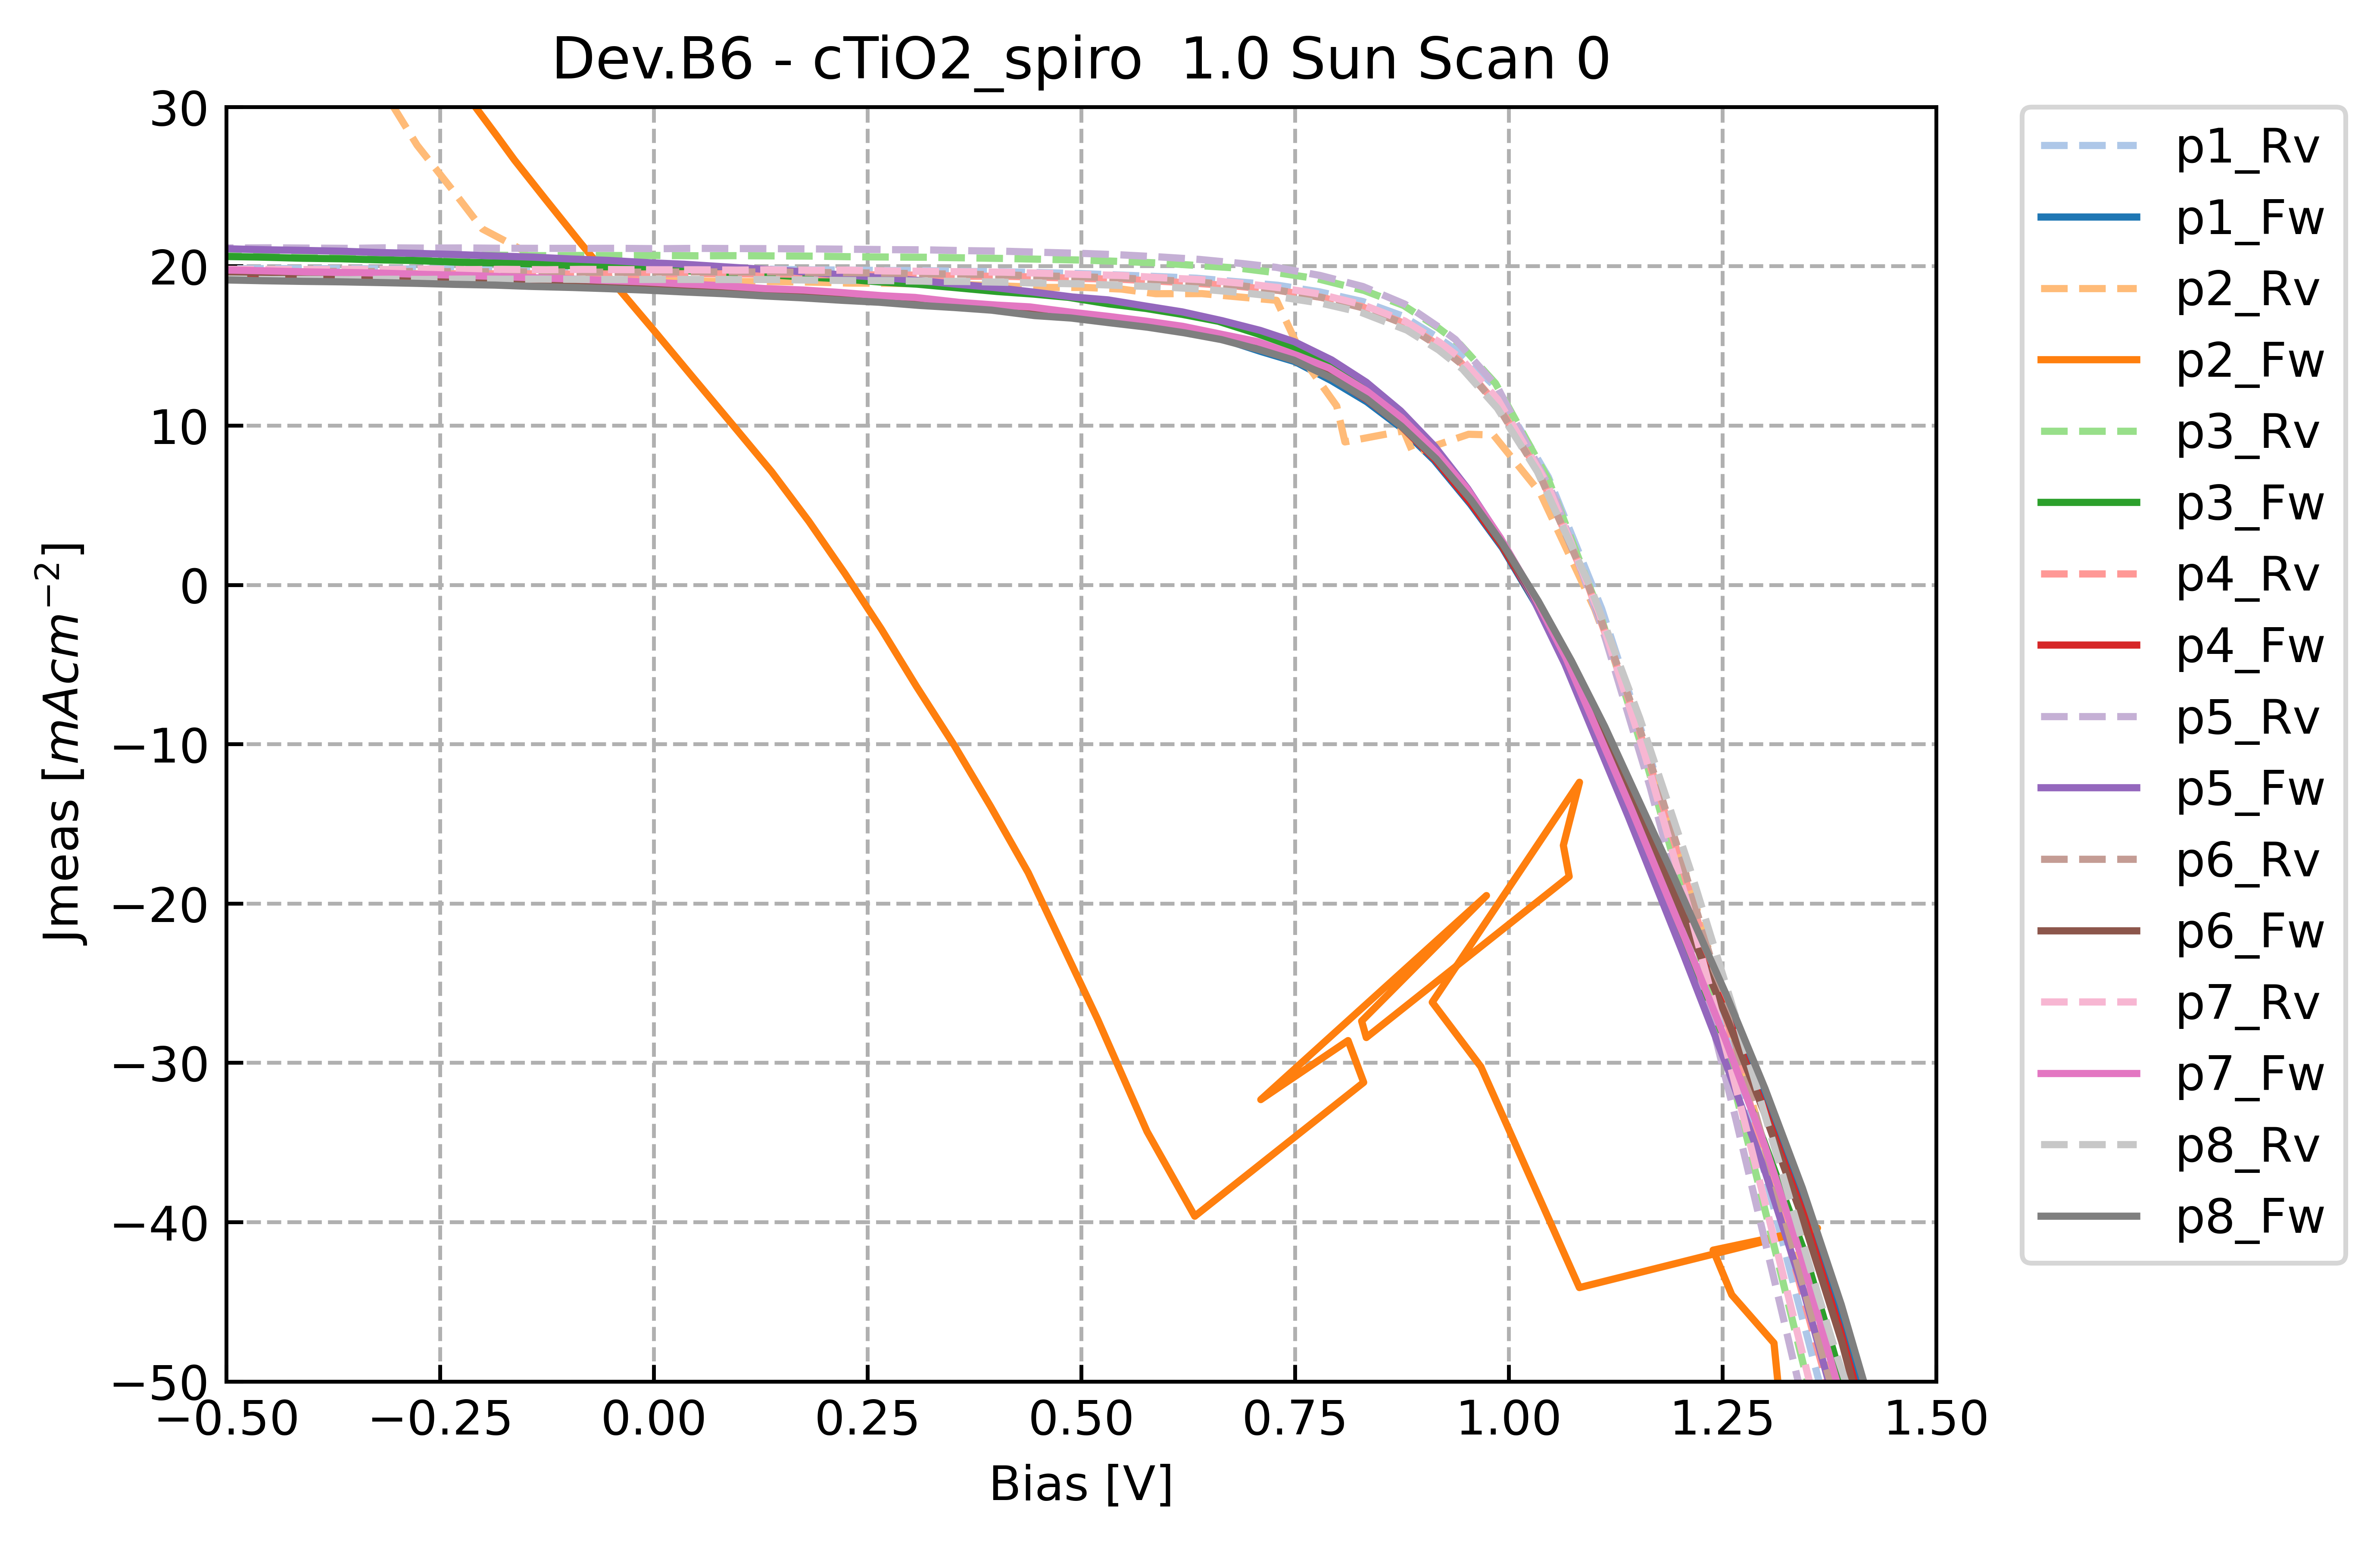 Dev.B6 - cTiO2_spiro  1.0 Sun Scan 0
30
20
10
0
−10
−20
−30
−40
−50
Jmeas [mAcm⁻²]
−0.50 −0.25 0.00 0.25 0.50 0.75 1.00 1.25 1.50
Bias [V]
p1_Rv
p1_Fw
p2_Rv
p2_Fw
p3_Rv
p3_Fw
p4_Rv
p4_Fw
p5_Rv
p5_Fw
p6_Rv
p6_Fw
p7_Rv
p7_Fw
p8_Rv
p8_Fw